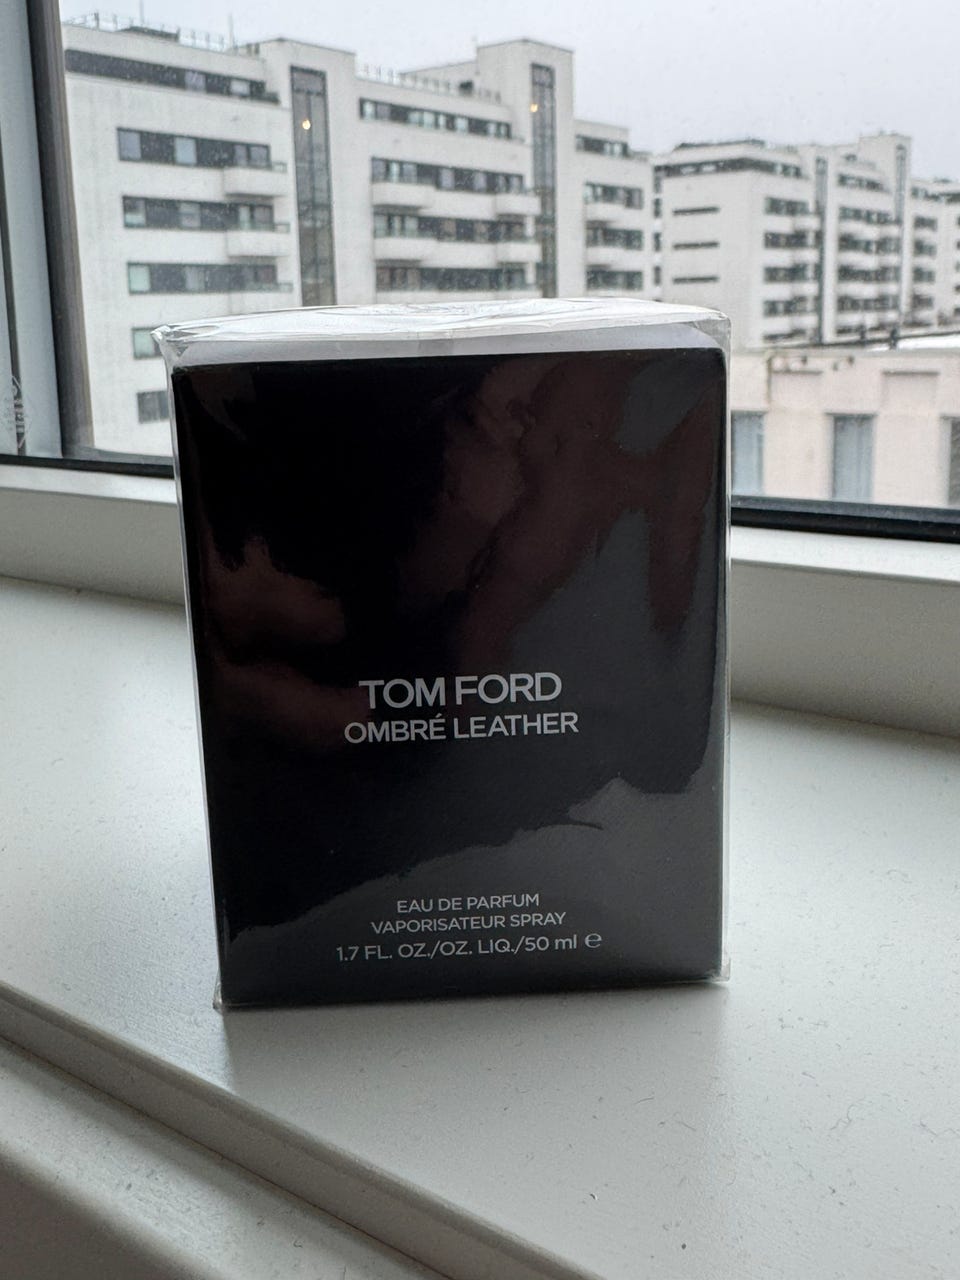 TOM FORD
OMBRÉ LEATHER
EAU DE PARFUM
VAPORISATEUR SPRAY
1.7 FL. OZ./OZ. LIQ./50 ml ℮